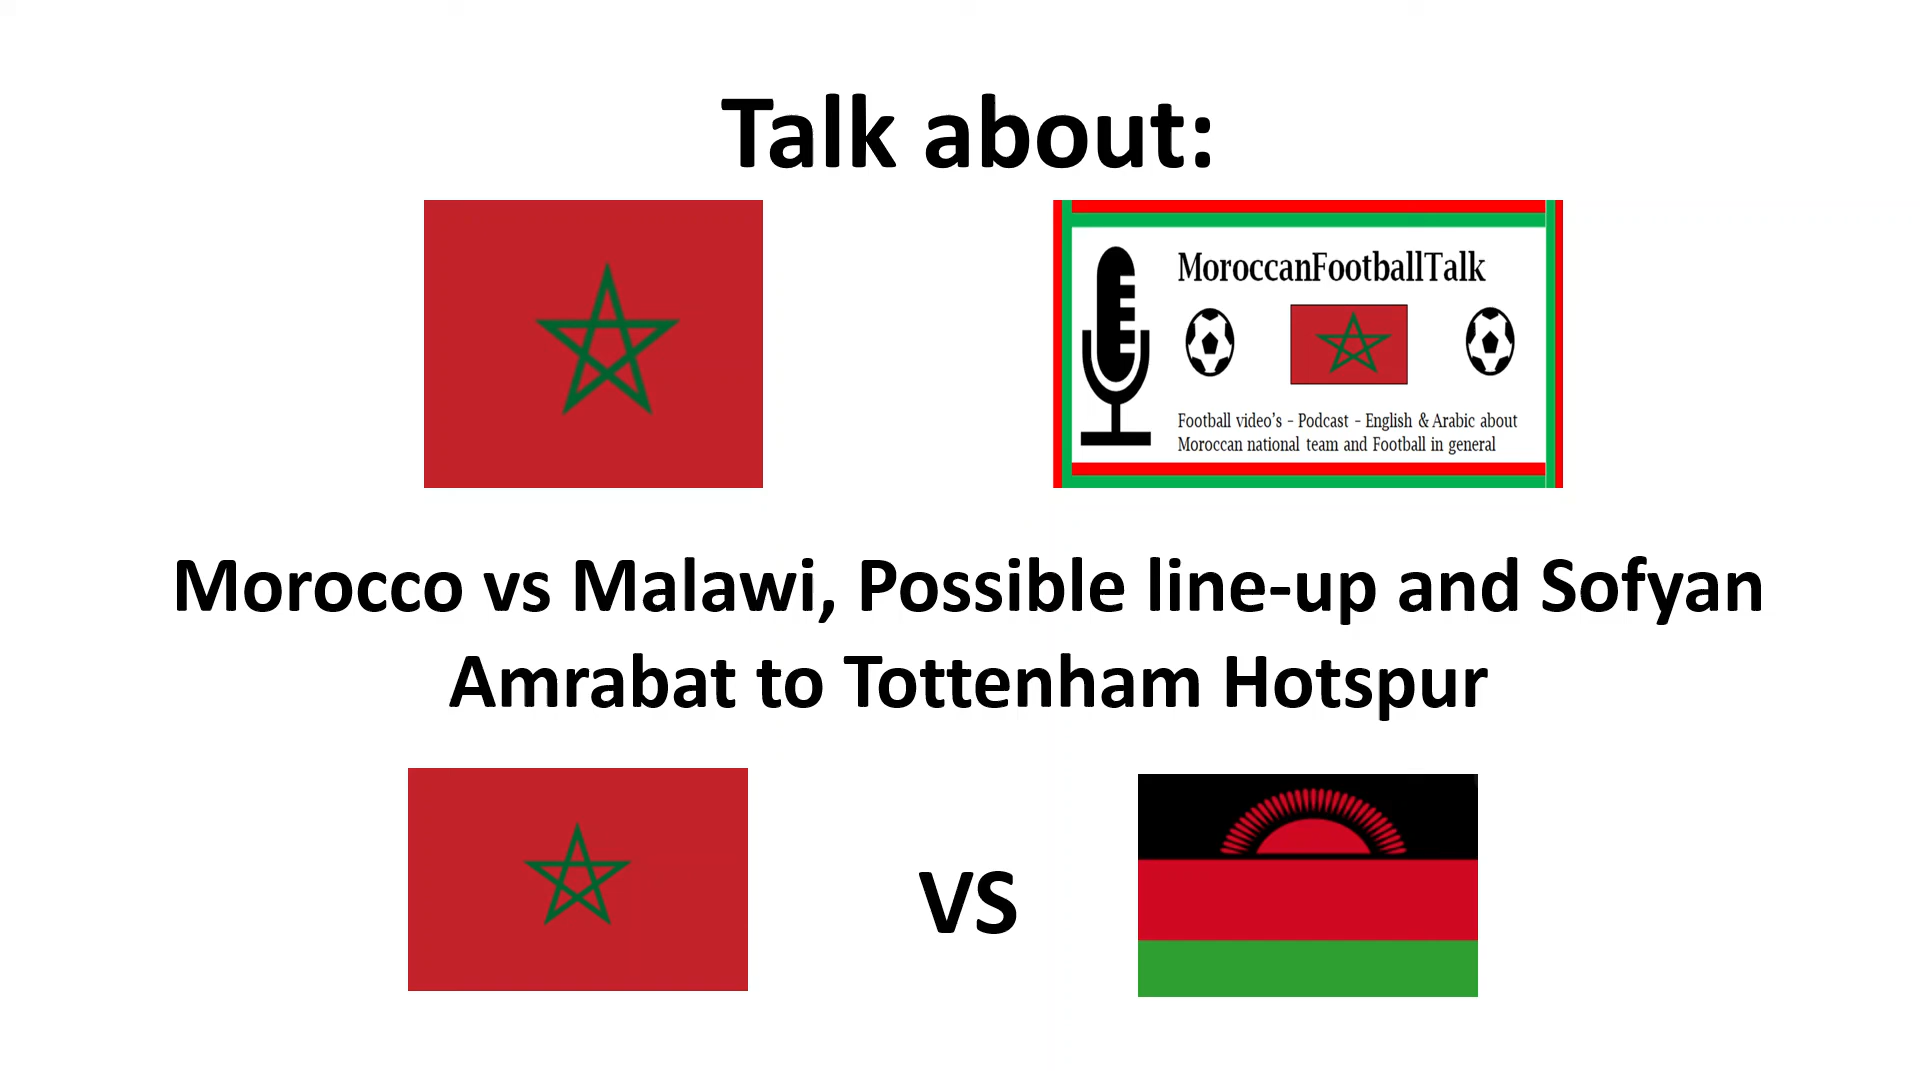 Talk about:
MoroccanFootballTalk
Football video's - Podcast - English & Arabic about
Moroccan national team and Football in general
Morocco vs Malawi, Possible line-up and Sofyan
Amrabat to Tottenham Hotspur
VS